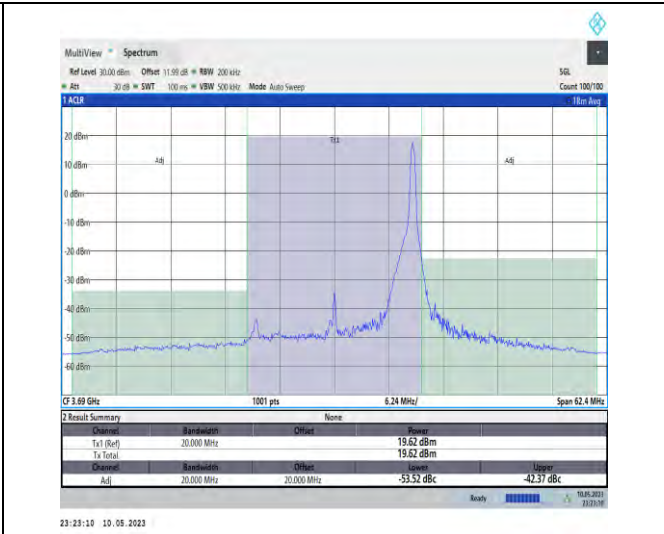 MultiView Spectrum
Ref Level 30.00 dBm Offset 11.99 dB RBW 200 kHz SGL
Att 30 dB SWT 100 ms VBW 500 kHz Mode Auto Sweep Count 100/100
1 ACLR 1Rm Avg
20 dBm
Tx1
Adj Adj
10 dBm
0 dBm
-10 dBm
-20 dBm
-30 dBm
-40 dBm
-50 dBm
-60 dBm
CF 3.69 GHz 1001 pts 6.24 MHz/ Span 62.4 MHz
2 Result Summary None
Channel Bandwidth Offset Power
Tx1 (Ref) 20.000 MHz 19.62 dBm
Tx Total 19.62 dBm
Channel Bandwidth Offset Lower Upper
Adj 20.000 MHz 20.000 MHz -53.52 dBc -42.37 dBc
Ready 10.05.2023
23:23:10
23:23:10 10.05.2023